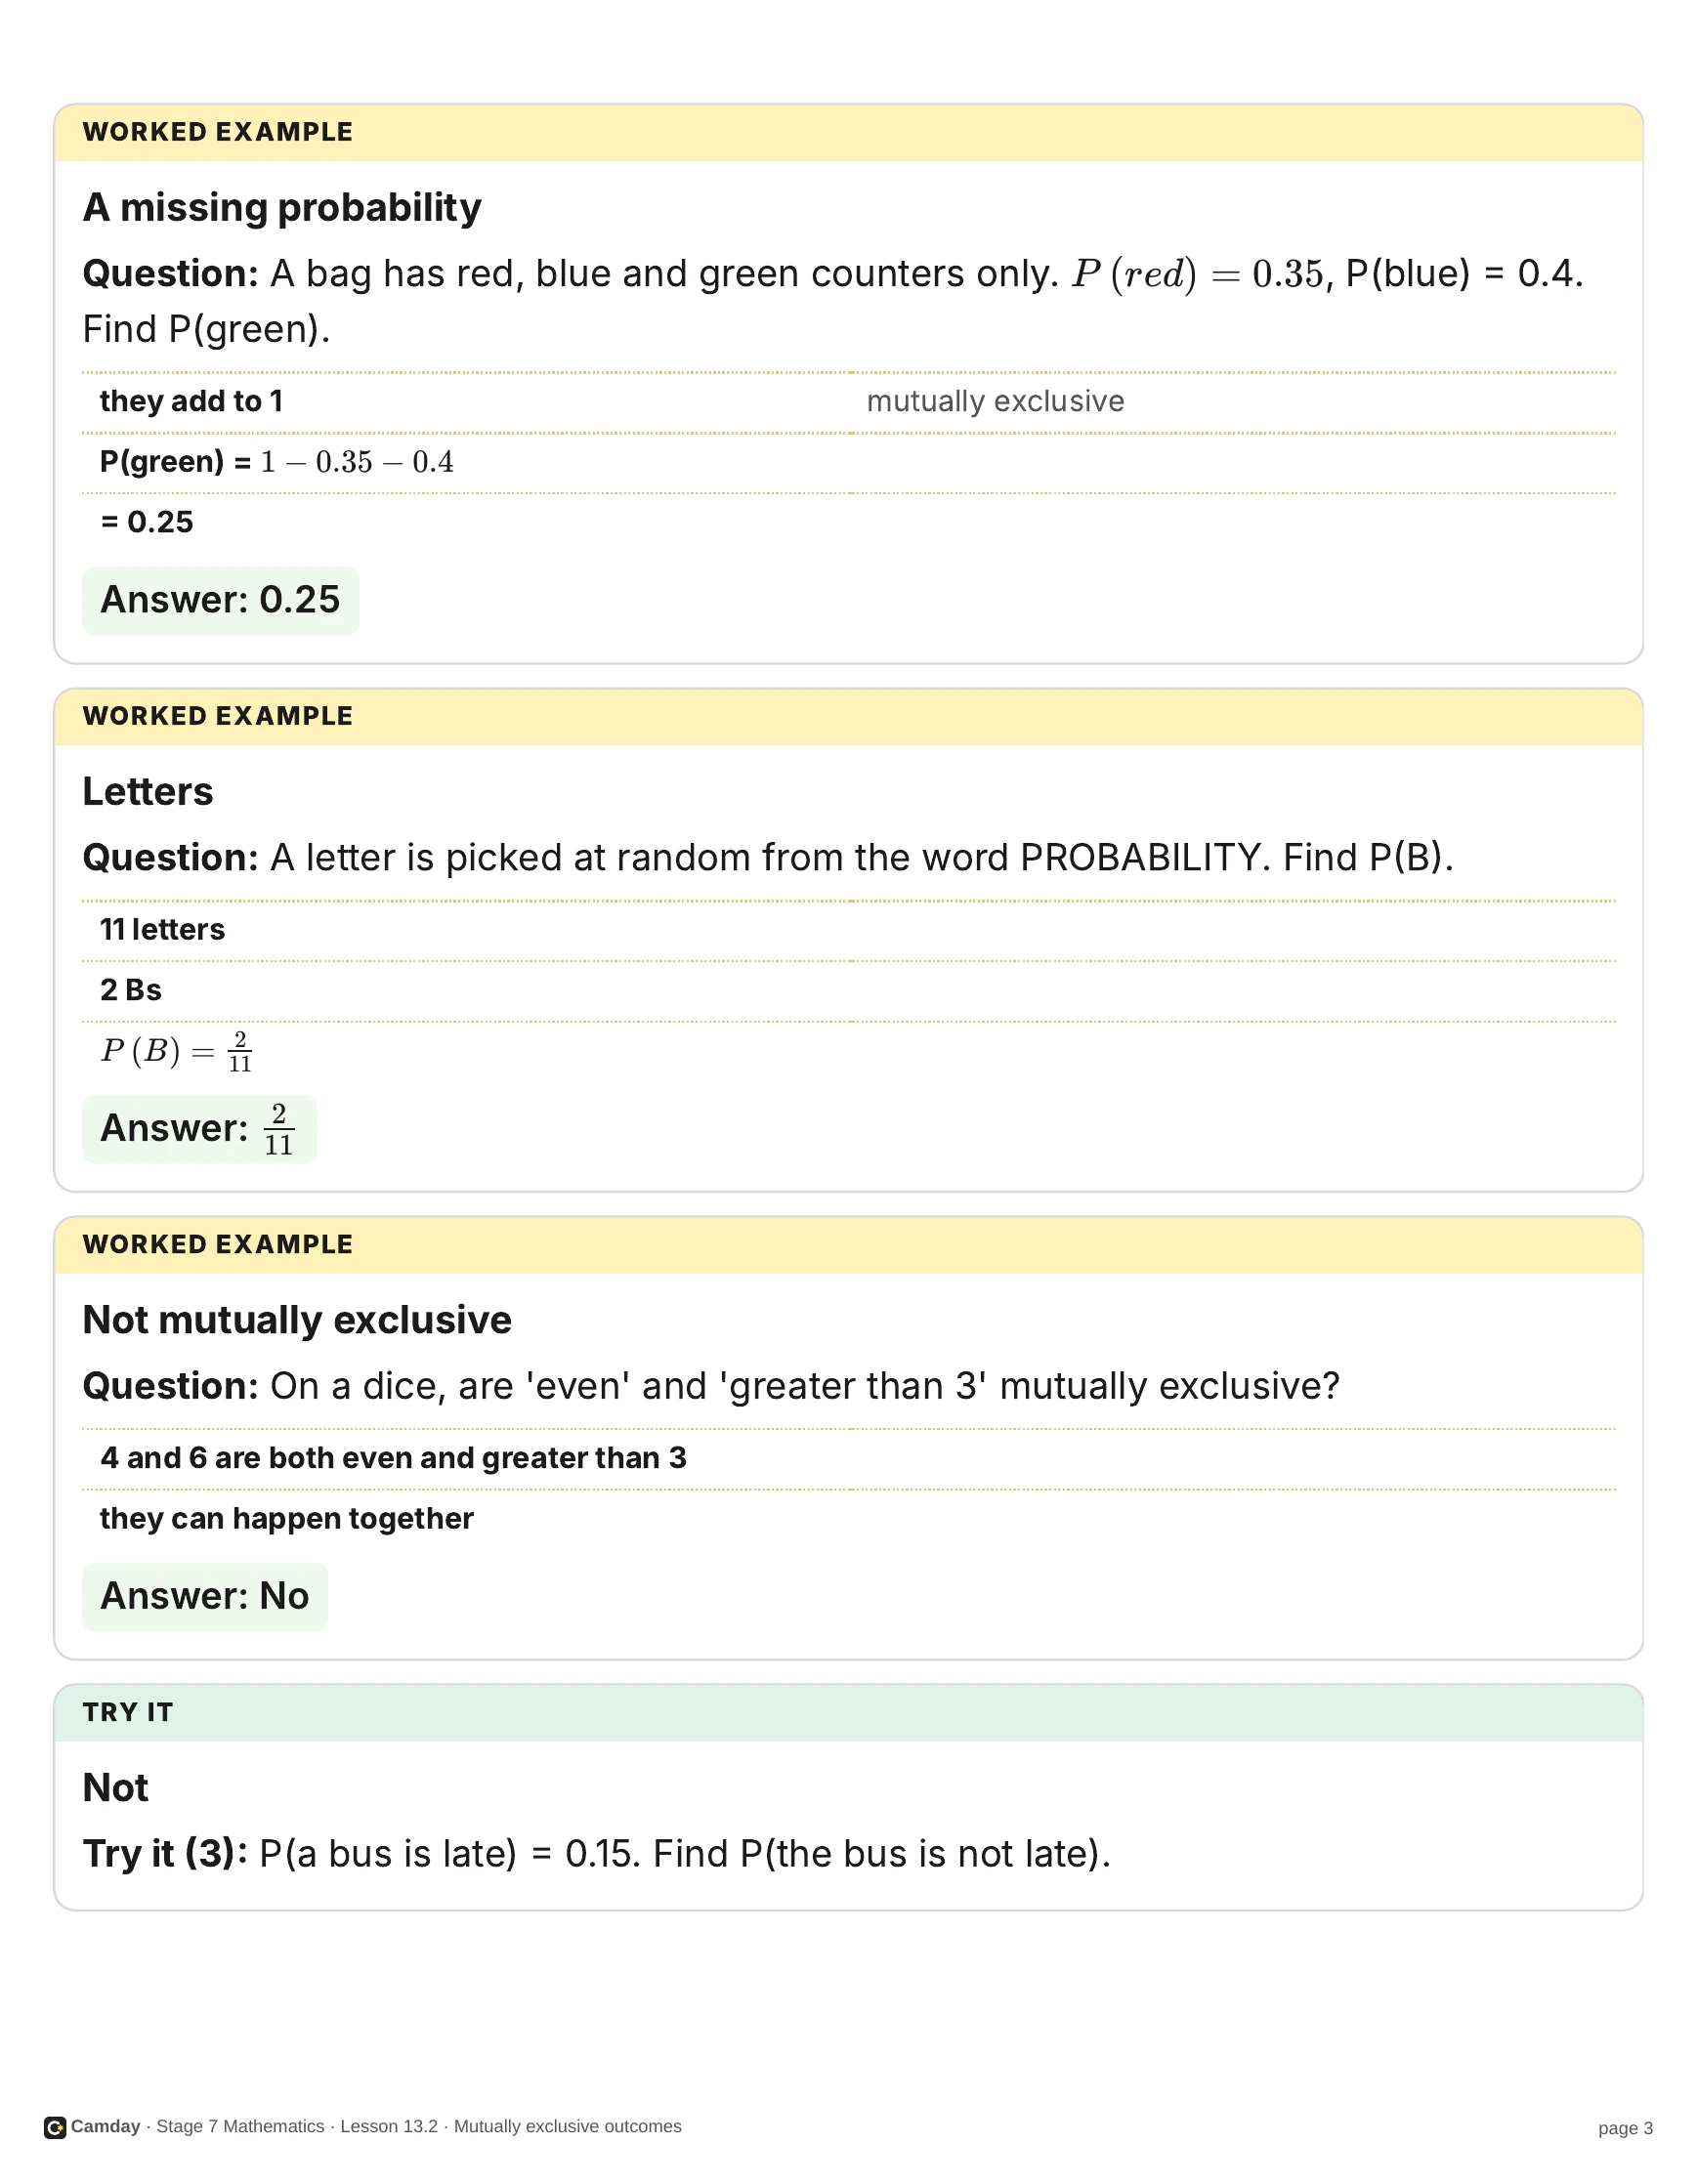 WORKED EXAMPLE
A missing probability
Question: A bag has red, blue and green counters only. P (red) = 0.35, P(blue) = 0.4.
Find P(green).
they add to 1 mutually exclusive
P(green) = 1 − 0.35 − 0.4
= 0.25
Answer: 0.25
WORKED EXAMPLE
Letters
Question: A letter is picked at random from the word PROBABILITY. Find P(B).
11 letters
2 Bs
P (B) = 2/11
Answer: 2/11
WORKED EXAMPLE
Not mutually exclusive
Question: On a dice, are 'even' and 'greater than 3' mutually exclusive?
4 and 6 are both even and greater than 3
they can happen together
Answer: No
TRY IT
Not
Try it (3): P(a bus is late) = 0.15. Find P(the bus is not late).
Camday · Stage 7 Mathematics · Lesson 13.2 · Mutually exclusive outcomes page 3